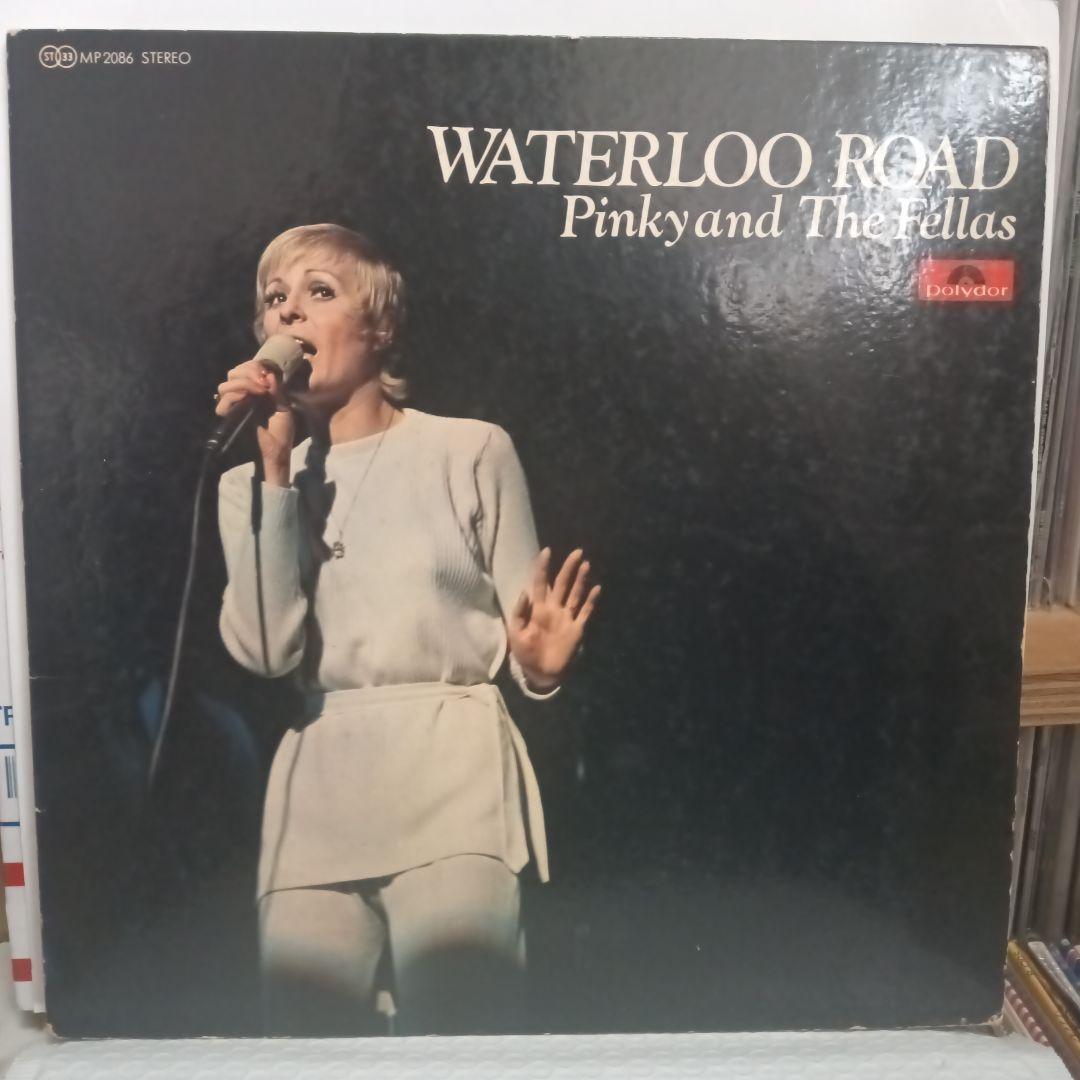 ST 33 MP 2086 STEREO
WATERLOO ROAD
Pinky and The Fellas
polydor